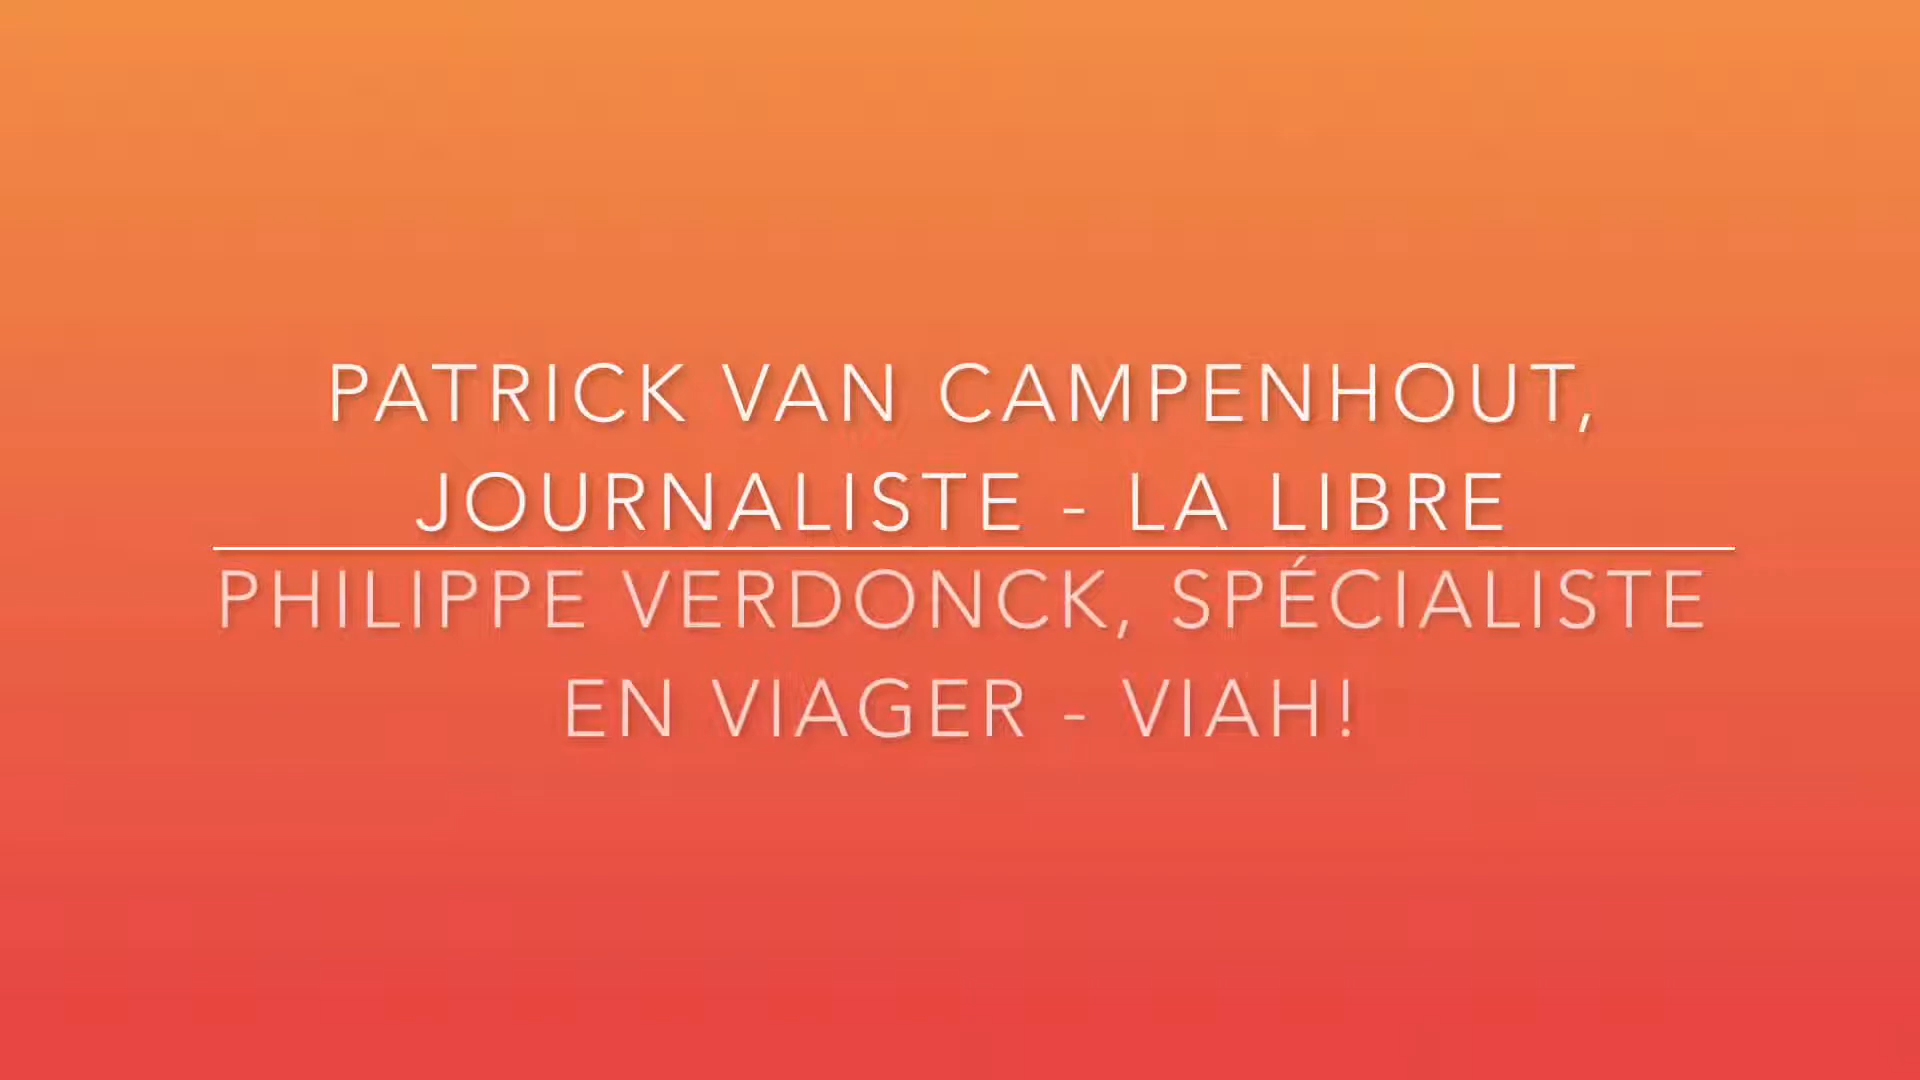 PATRICK VAN CAMPENHOUT,
JOURNALISTE - LA LIBRE
PHILIPPE VERDONCK, SPÉCIALISTE
EN VIAGER - VIAH!